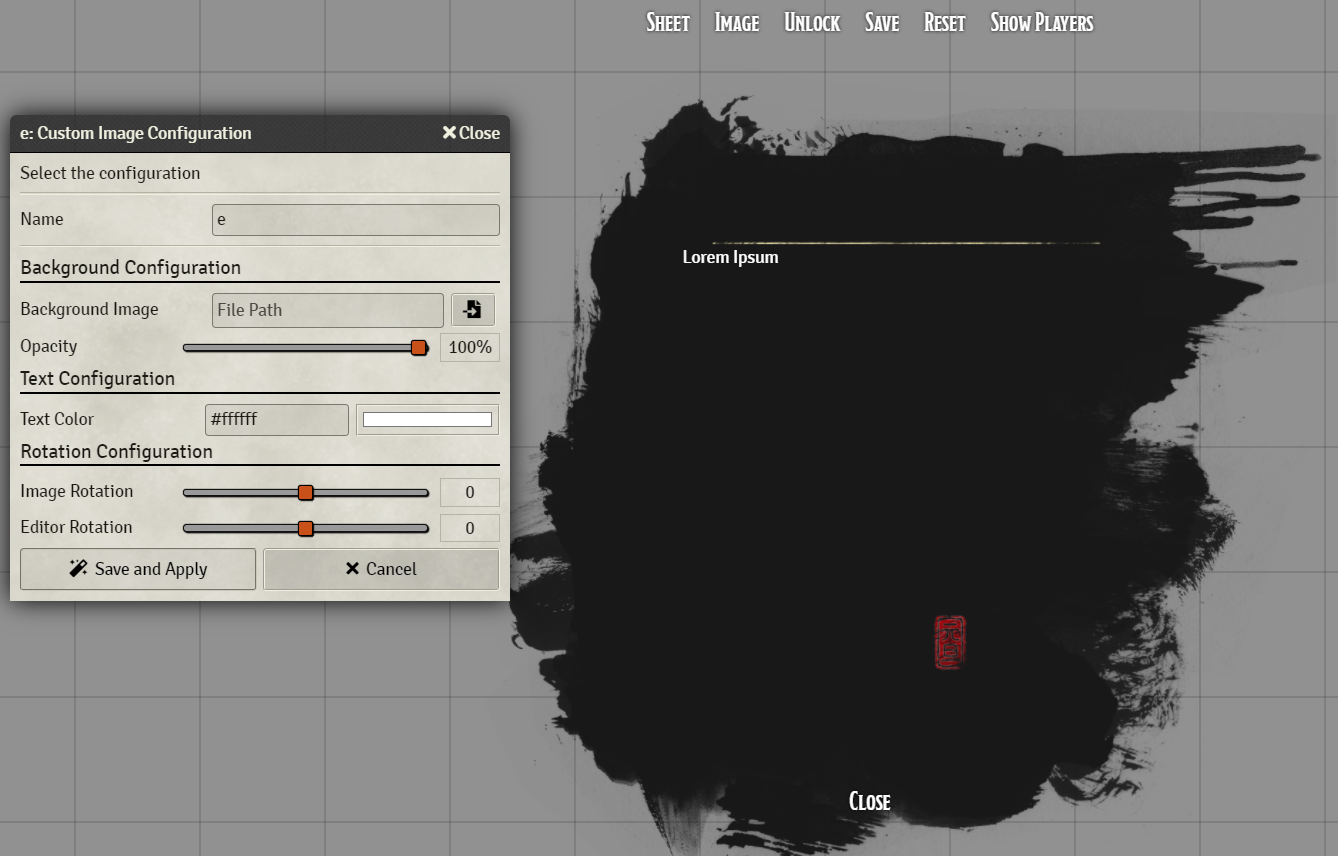 Sheet Image Unlock Save Reset Show Players
e: Custom Image Configuration
Close
Select the configuration
Name
e
Background Configuration
Background Image
File Path
Opacity
100%
Text Configuration
Text Color
#ffffff
Rotation Configuration
Image Rotation
0
Editor Rotation
0
Save and Apply
Cancel
Lorem Ipsum
Close